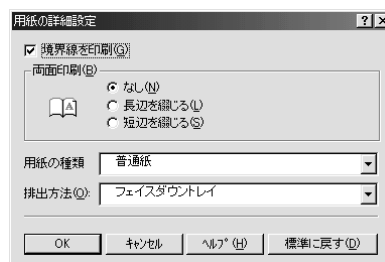 用紙の詳細設定
境界線を印刷(G)
両面印刷(B)
なし(N)
長辺を綴じる(L)
短辺を綴じる(S)
A
用紙の種類 普通紙
排出方法(O): フェイスダウントレイ
OK キャンセル ヘルプ(H) 標準に戻す(D)